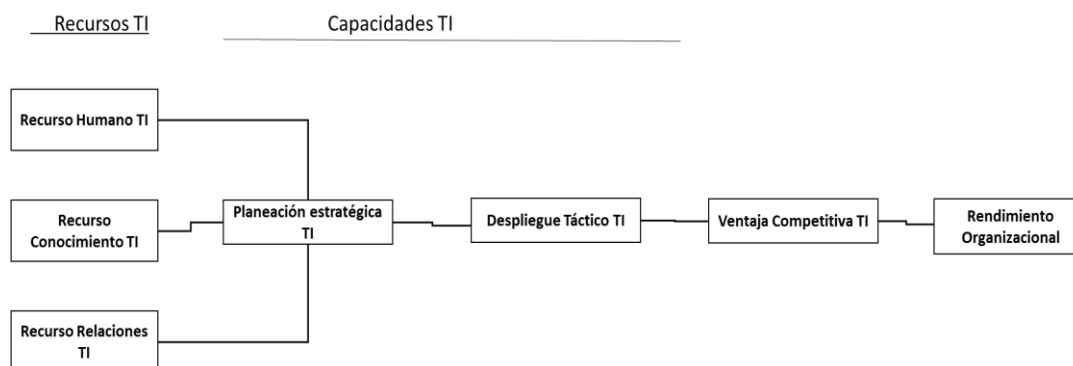 Recursos TI
Capacidades TI
Recurso Humano TI
Recurso
Conocimiento TI
Recurso Relaciones
TI
Planeación estratégica
TI
Despliegue Táctico TI
Ventaja Competitiva TI
Rendimiento
Organizacional